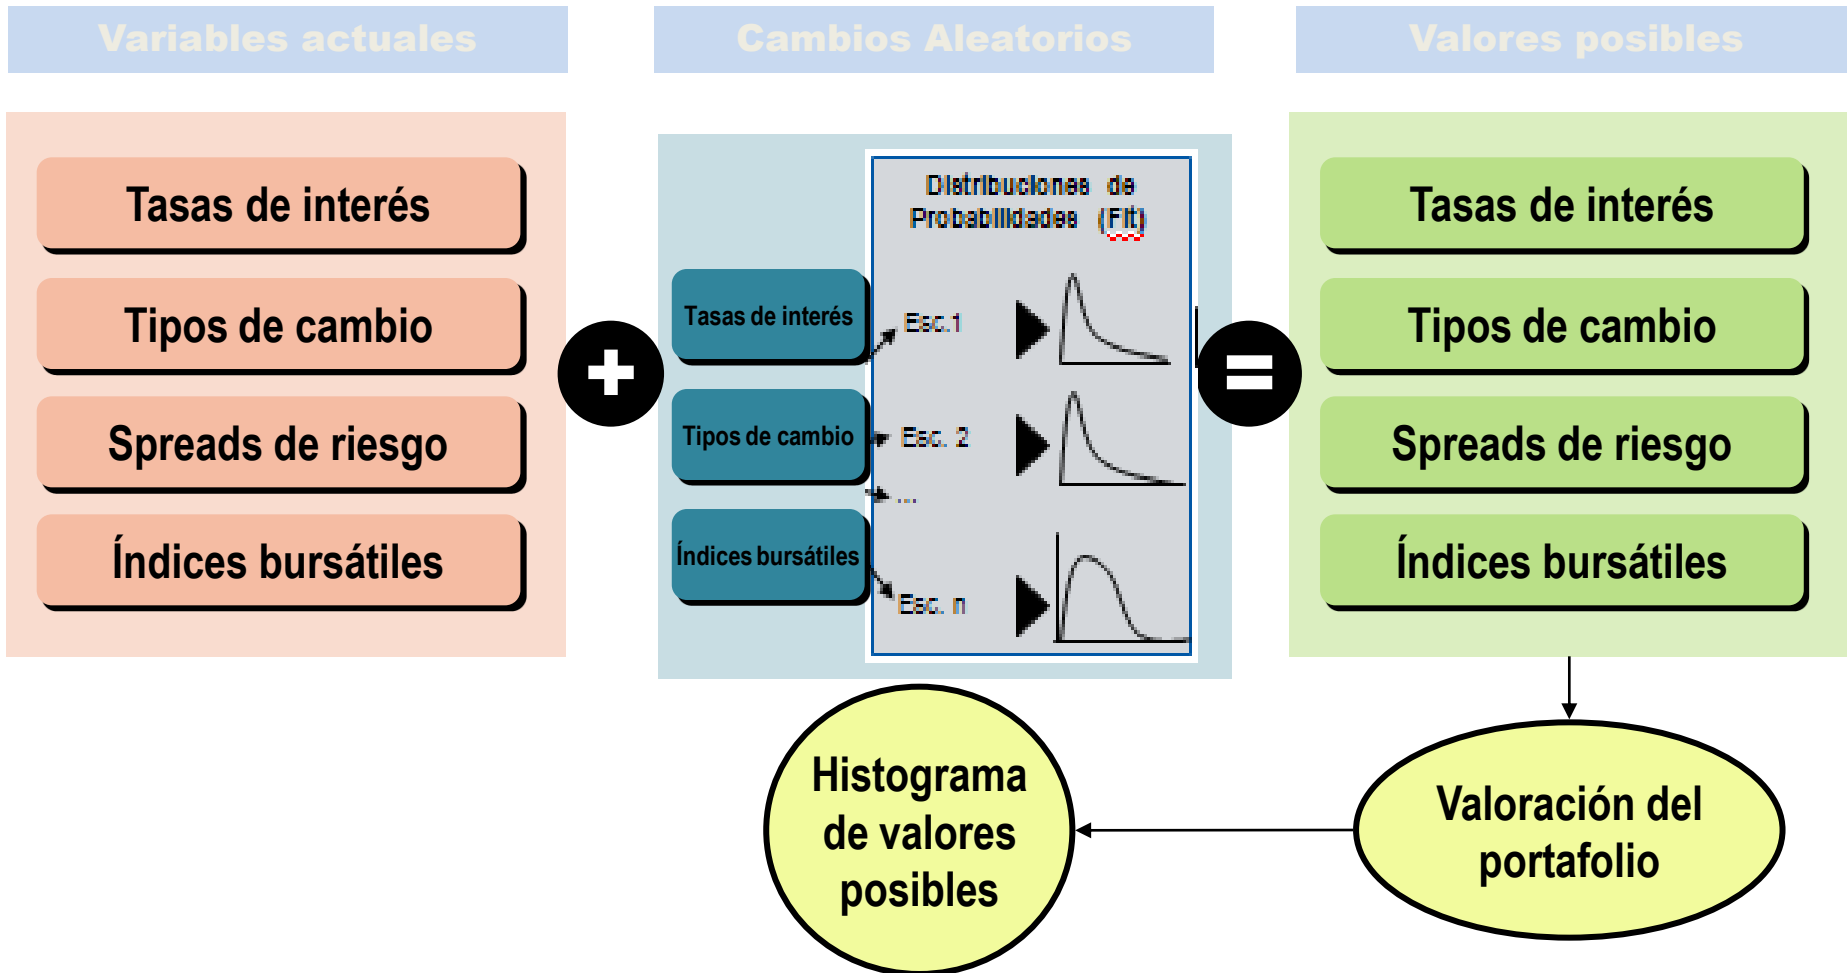 Variables actuales
Cambios Aleatorios
Valores posibles
Tasas de interés
Tipos de cambio
Spreads de riesgo
Índices bursátiles
Distribuciones de
Probabilidades (Fit)
Tasas de interés
Esc.1
Tipos de cambio
Esc. 2
...
Índices bursátiles
Esc. n
Tasas de interés
Tipos de cambio
Spreads de riesgo
Índices bursátiles
Histograma
de valores
posibles
Valoración del
portafolio